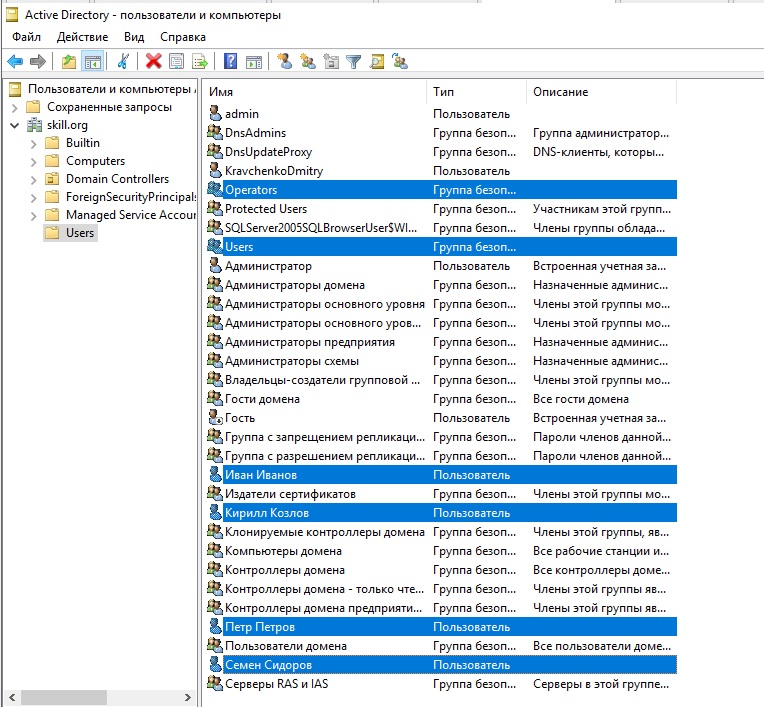 Active Directory - пользователи и компьютеры
Файл Действие Вид Справка
Пользователи и компьютеры
Сохраненные запросы
skill.org
Builtin
Computers
Domain Controllers
ForeignSecurityPrincipals
Managed Service Accour
Users
Имя Тип Описание
admin Пользователь
DnsAdmins Группа безоп... Группа администратор...
DnsUpdateProxy Группа безоп... DNS-клиенты, которы...
KravchenkoDmitry Пользователь
Operators Группа безоп...
Protected Users Группа безоп... Участникам этой групп...
SQLServer2005SQLBrowserUser$WI... Группа безоп... Члены группы облада...
Users Группа безоп...
Администратор Пользователь Встроенная учетная за...
Администраторы домена Группа безоп... Назначенные админис...
Администраторы основного уровня Группа безоп... Члены этой группы мо...
Администраторы основного уров... Группа безоп... Члены этой группы мо...
Администраторы предприятия Группа безоп... Назначенные админис...
Администраторы схемы Группа безоп... Назначенные админис...
Владельцы-создатели групповой ... Группа безоп... Члены этой группы мо...
Гости домена Группа безоп... Все гости домена
Гость Пользователь Встроенная учетная за...
Группа с запрещением репликаци... Группа безоп... Пароли членов данной...
Группа с разрешением репликаци... Группа безоп... Пароли членов данной...
Иван Иванов Пользователь
Издатели сертификатов Группа безоп... Члены этой группы мо...
Кирилл Козлов Пользователь
Клонируемые контроллеры домена Группа безоп... Члены этой группы, яв...
Компьютеры домена Группа безоп... Все рабочие станции и...
Контроллеры домена Группа безоп... Все контроллеры доме...
Контроллеры домена - только чте... Группа безоп... Члены этой группы яв...
Контроллеры домена предприяти... Группа безоп... Члены этой группы яв...
Петр Петров Пользователь
Пользователи домена Группа безоп... Все пользователи доме...
Семен Сидоров Пользователь
Серверы RAS и IAS Группа безоп... Серверы в этой группе...